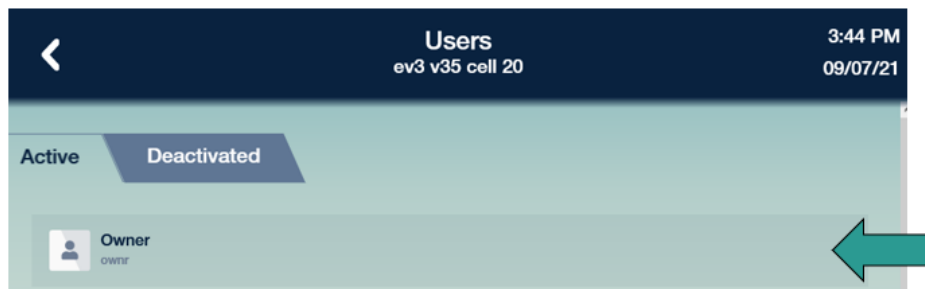 Users
ev3 v35 cell 20
3:44 PM
09/07/21
Active
Deactivated
Owner
ownr